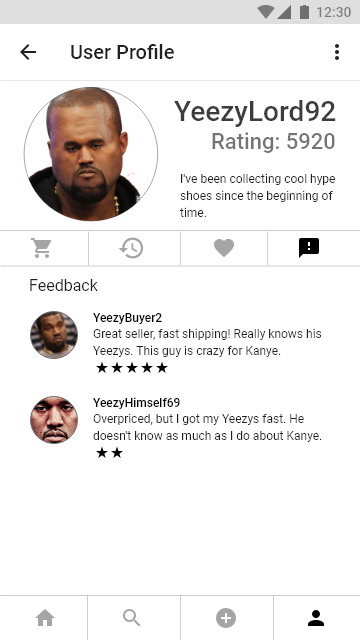 12:30
User Profile
YeezyLord92
Rating: 5920
I've been collecting cool hype
shoes since the beginning of
time.
Feedback
YeezyBuyer2
Great seller, fast shipping! Really knows his
Yeezys. This guy is crazy for Kanye.
YeezyHimself69
Overpriced, but I got my Yeezys fast. He
doesn't know as much as I do about Kanye.